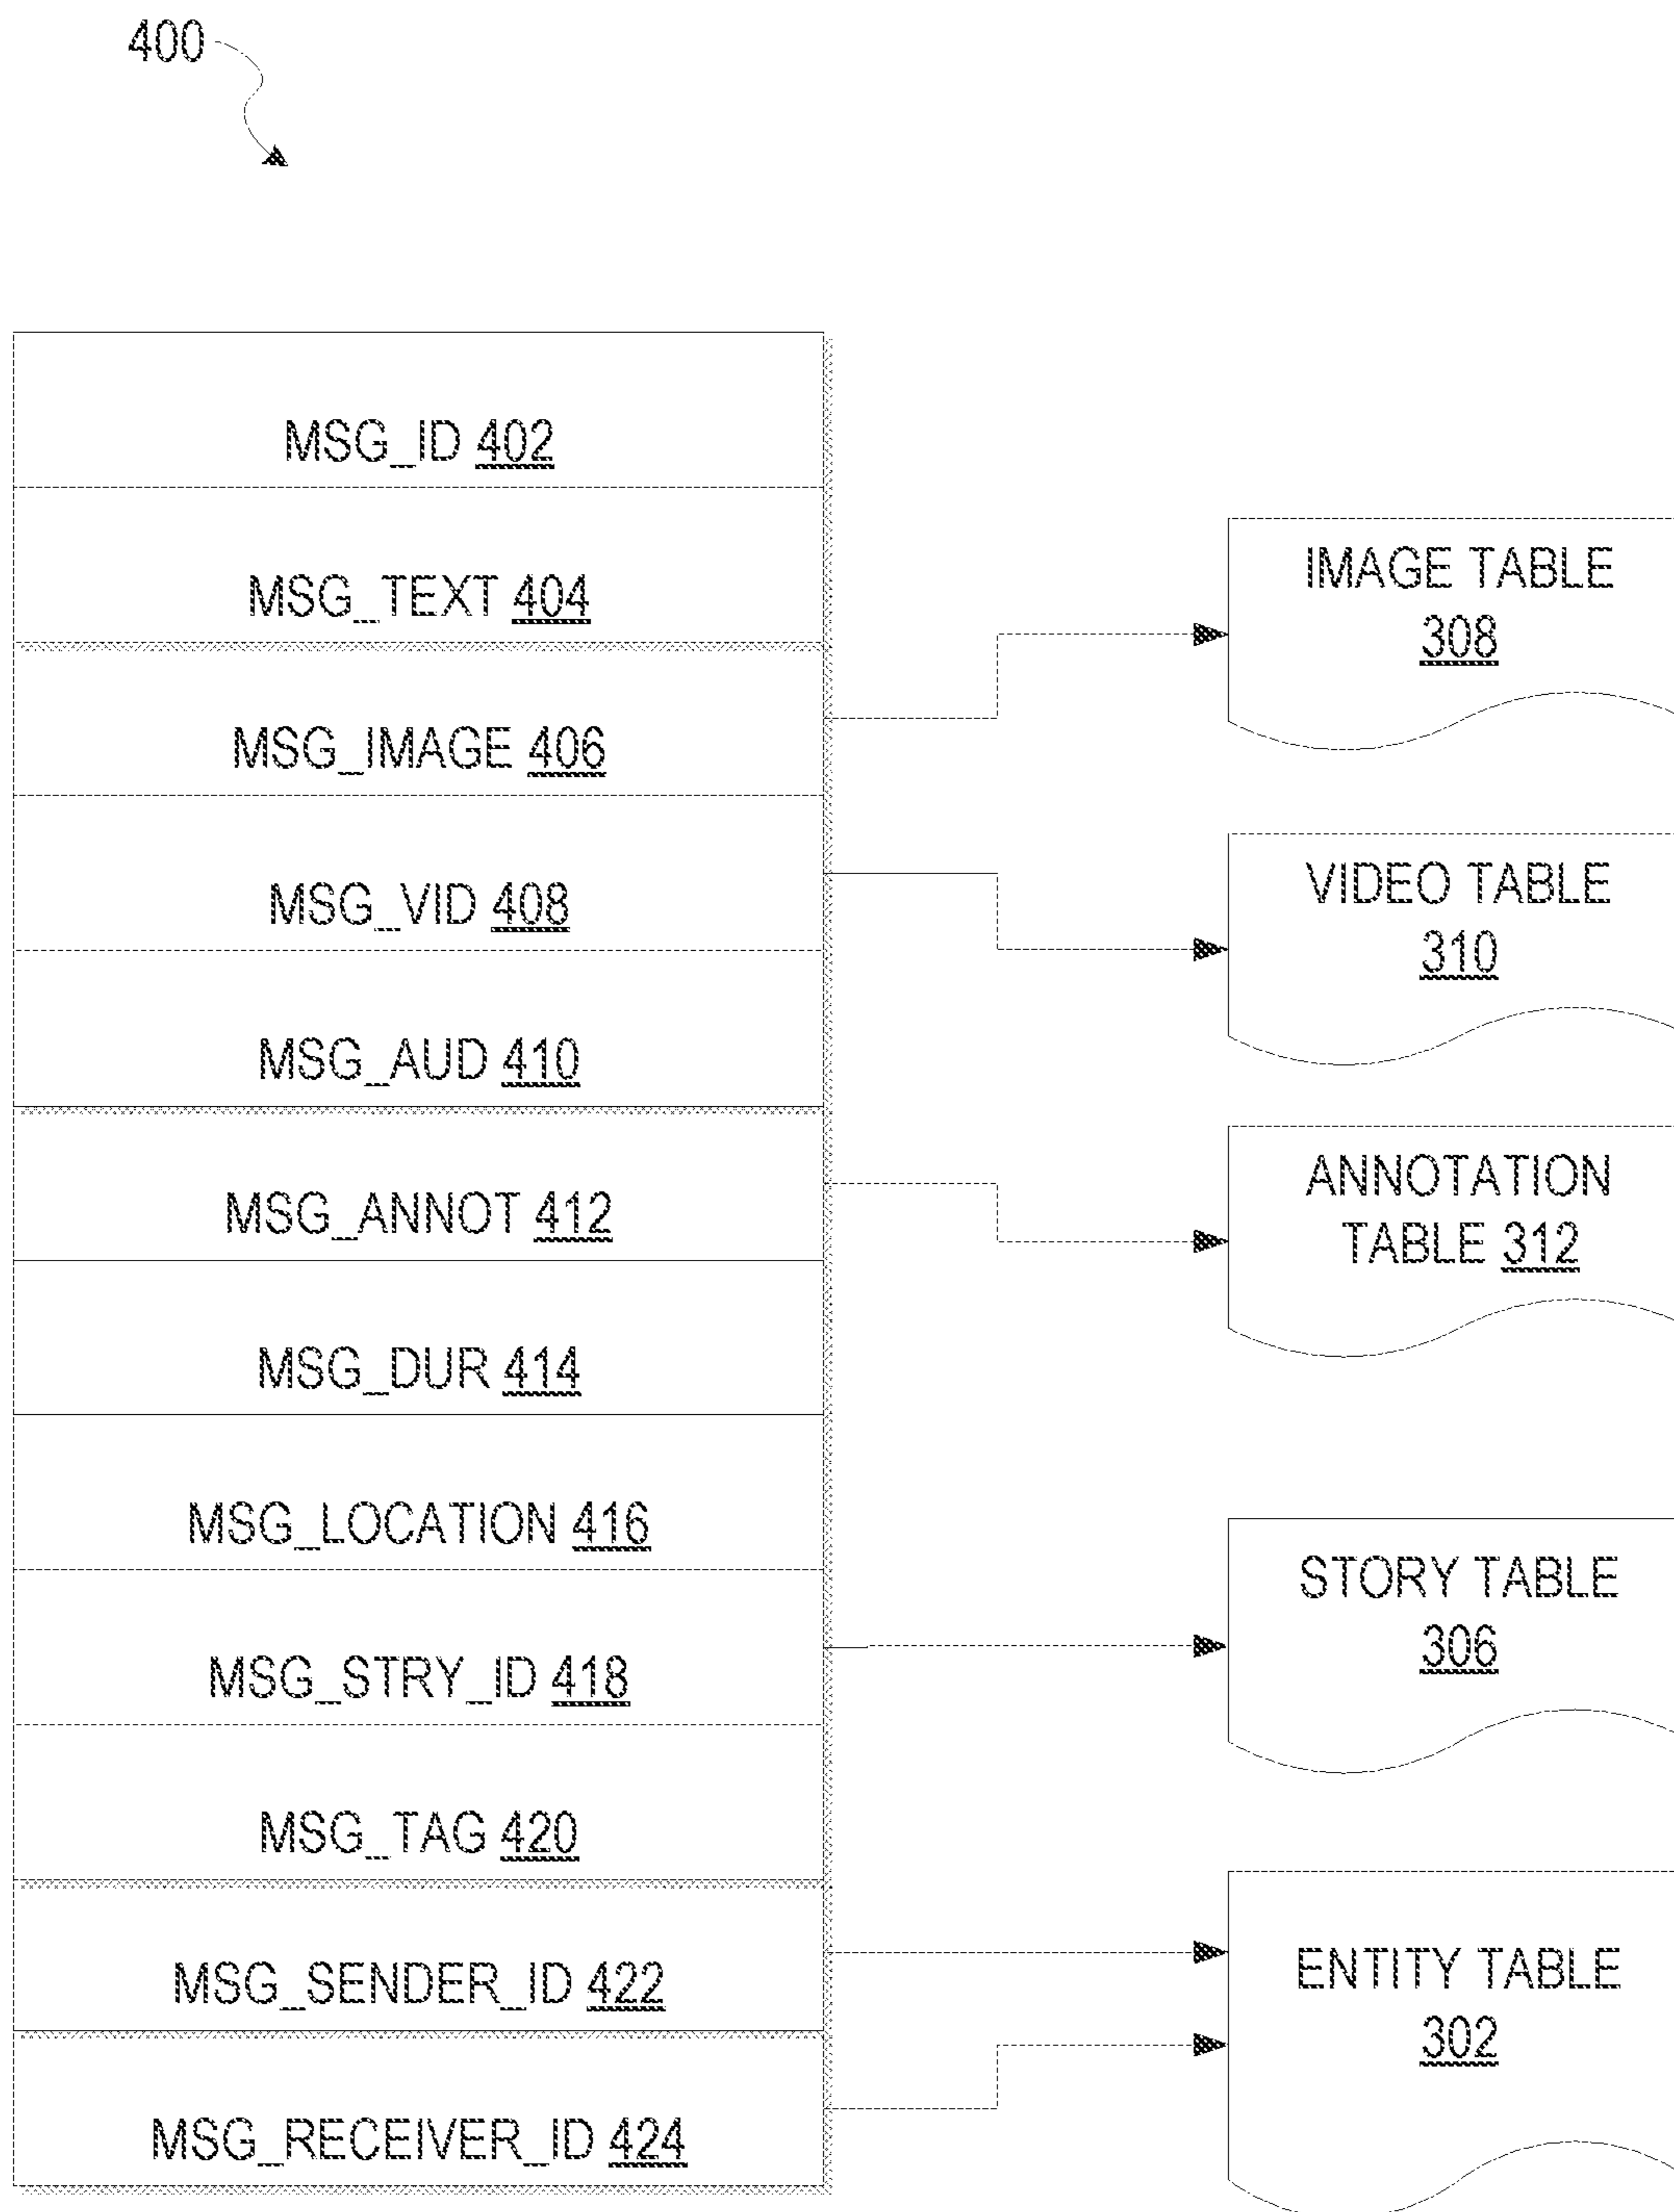 400
MSG_ID 402
MSG_TEXT 404
MSG_IMAGE 406
MSG_VID 408
MSG_AUD 410
MSG_ANNOT 412
MSG_DUR 414
MSG_LOCATION 416
MSG_STRY_ID 418
MSG_TAG 420
MSG_SENDER_ID 422
MSG_RECEIVER_ID 424
IMAGE TABLE
308
VIDEO TABLE
310
ANNOTATION
TABLE 312
STORY TABLE
306
ENTITY TABLE
302